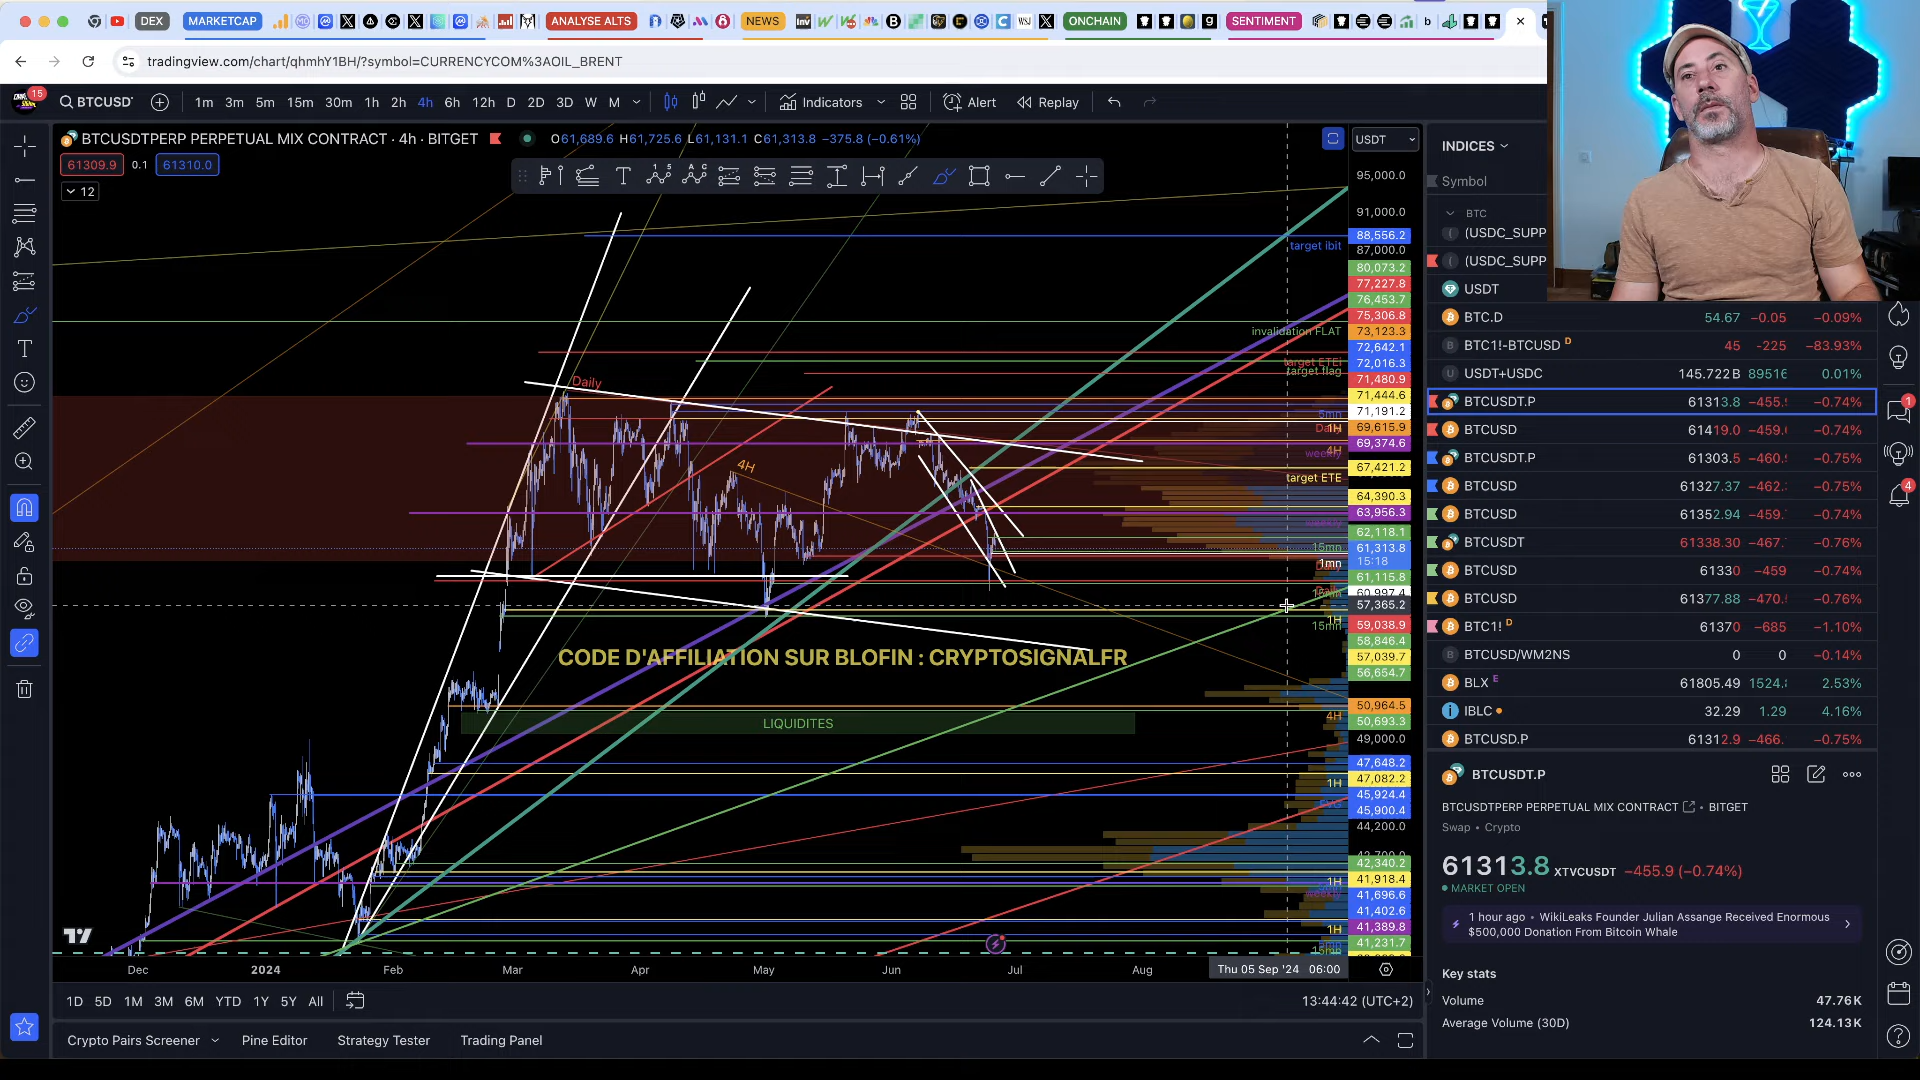 DEX
MARKETCAP
ANALYSE ALTS
NEWS
ONCHAIN
SENTIMENT
tradingview.com/chart/qhmhY1BH/?symbol=CURRENCYCOM%3AOIL_BRENT
15
BTCUSDT
1m 3m 5m 15m 30m 1h 2h 4h 6h 12h D 2D 3D W M
Indicators
Alert
Replay
BTCUSDTPERP PERPETUAL MIX CONTRACT · 4h · BITGET
O61,689.6 H61,725.6 L61,131.1 C61,313.8 −375.8 (−0.61%)
61309.9 0.1 61310.0
12
USDT
95,000.0
91,000.0
88,556.2
target ibit
87,000.0
80,073.2
77,227.8
76,453.7
75,306.8
invalidation FLAT
73,123.3
72,642.1
target ETEi
72,016.3
target flag
71,480.9
Daily
71,444.6
71,191.2
5mn
69,615.9
1H
69,374.6
4H
weekly
67,421.2
target ETE
4H
64,390.3
63,956.3
62,118.1
15mn
61,313.8
15:18
1mn
61,115.8
60,997.4
57,365.2
59,038.9
1H
15mn
58,846.4
57,039.7
56,654.7
CODE D'AFFILIATION SUR BLOFIN : CRYPTOSIGNALFR
50,964.5
4H
50,693.3
LIQUIDITES
49,000.0
47,648.2
47,082.2
1H
45,924.4
45,900.4
44,200.0
42,340.2
41,918.4
1H
41,696.6
41,402.6
41,389.8
1H
41,231.7
Dec 2024 Feb Mar Apr May Jun Jul Aug
Thu 05 Sep '24 06:00
1D 5D 1M 3M 6M YTD 1Y 5Y All
13:44:42 (UTC+2)
Crypto Pairs Screener
Pine Editor
Strategy Tester
Trading Panel
INDICES
Symbol
BTC
(USDC_SUPP
(USDC_SUPP
USDT
BTC.D 54.67 −0.05 −0.09%
BTC1!-BTCUSD D 45 -225 −83.93%
USDT+USDC 145.722B 89516 0.01%
BTCUSDT.P 61313.8 −455.9 −0.74%
BTCUSD 61419.0 −459. −0.74%
BTCUSDT.P 61303.5 −460. −0.75%
BTCUSD 61327.37 −462. −0.75%
BTCUSD 61352.94 −459. −0.74%
BTCUSDT 61338.30 −467. −0.76%
BTCUSD 61330 −459 −0.74%
BTCUSD 61377.88 −470. −0.76%
BTC1! D 61370 −685 −1.10%
BTCUSD/WM2NS 0 0 −0.14%
BLX E 61805.49 1524. 2.53%
IBLC 32.29 1.29 4.16%
BTCUSD.P 61312.9 −466. −0.75%
BTCUSDT.P
BTCUSDTPERP PERPETUAL MIX CONTRACT • BITGET
Swap • Crypto
61313.8 XTVCUSDT −455.9 (−0.74%)
MARKET OPEN
1 hour ago • WikiLeaks Founder Julian Assange Received Enormous
$500,000 Donation From Bitcoin Whale
Key stats
Volume 47.76K
Average Volume (30D) 124.13K
1
4